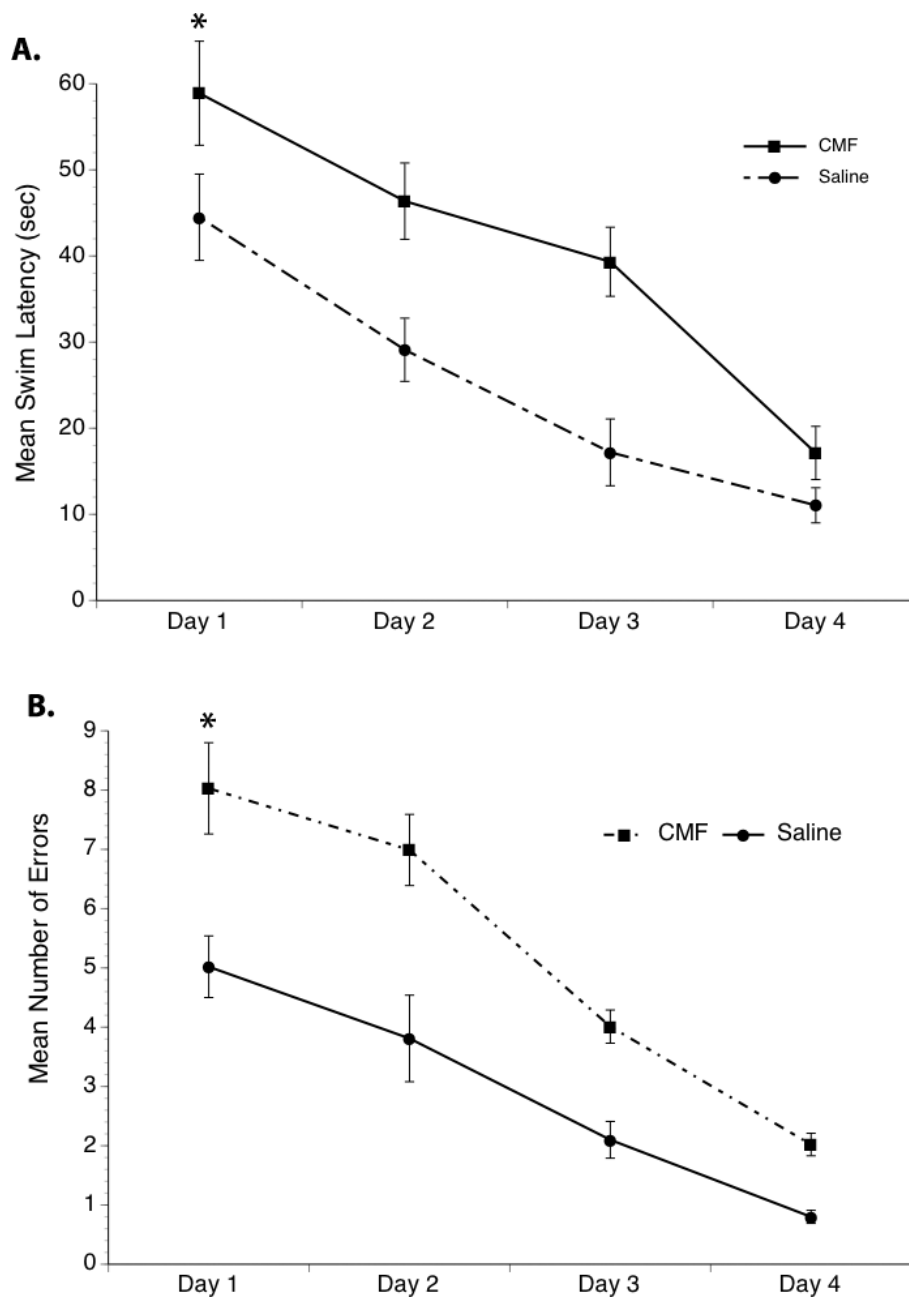 *
A.
60
50
40
30
20
10
0
Mean Swim Latency (sec)
CMF
Saline
Day 1 Day 2 Day 3 Day 4
B.
*
9
8
7
6
5
4
3
2
1
0
Mean Number of Errors
CMF Saline
Day 1 Day 2 Day 3 Day 4